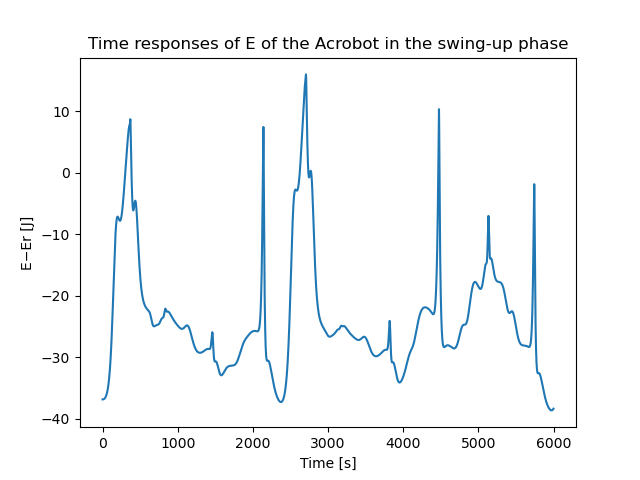 Time responses of E of the Acrobot in the swing-up phase
10
0
−10
−20
−30
−40
E−Er [J]
0 1000 2000 3000 4000 5000 6000
Time [s]